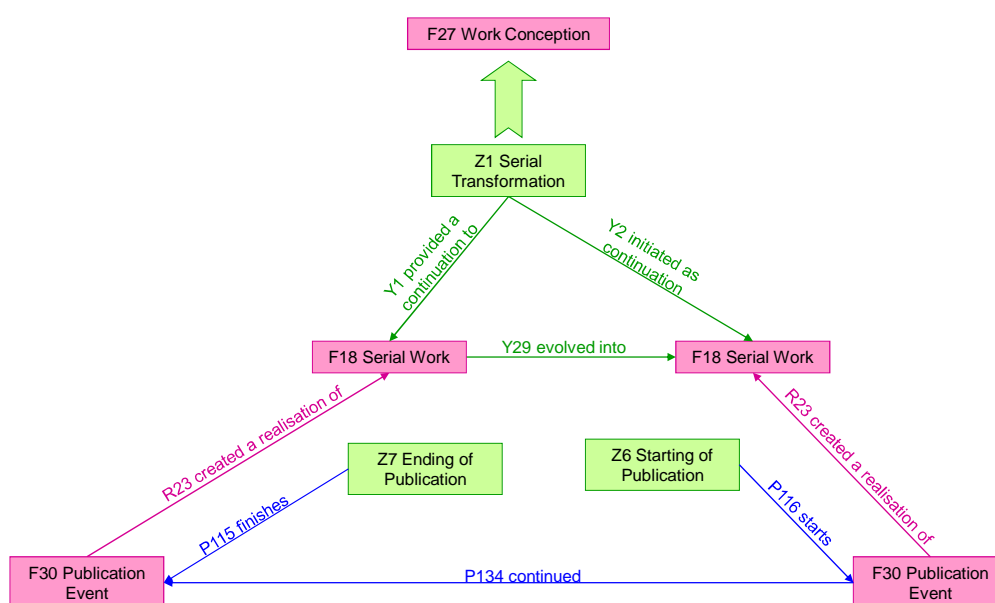 F27 Work Conception
Z1 Serial
Transformation
Y1 provided a
continuation to
Y2 initiated as
continuation
F18 Serial Work
Y29 evolved into
F18 Serial Work
R23 created a realisation of
R23 created a realisation of
Z7 Ending of
Publication
Z6 Starting of
Publication
P115 finishes
P116 starts
F30 Publication
Event
P134 continued
F30 Publication
Event